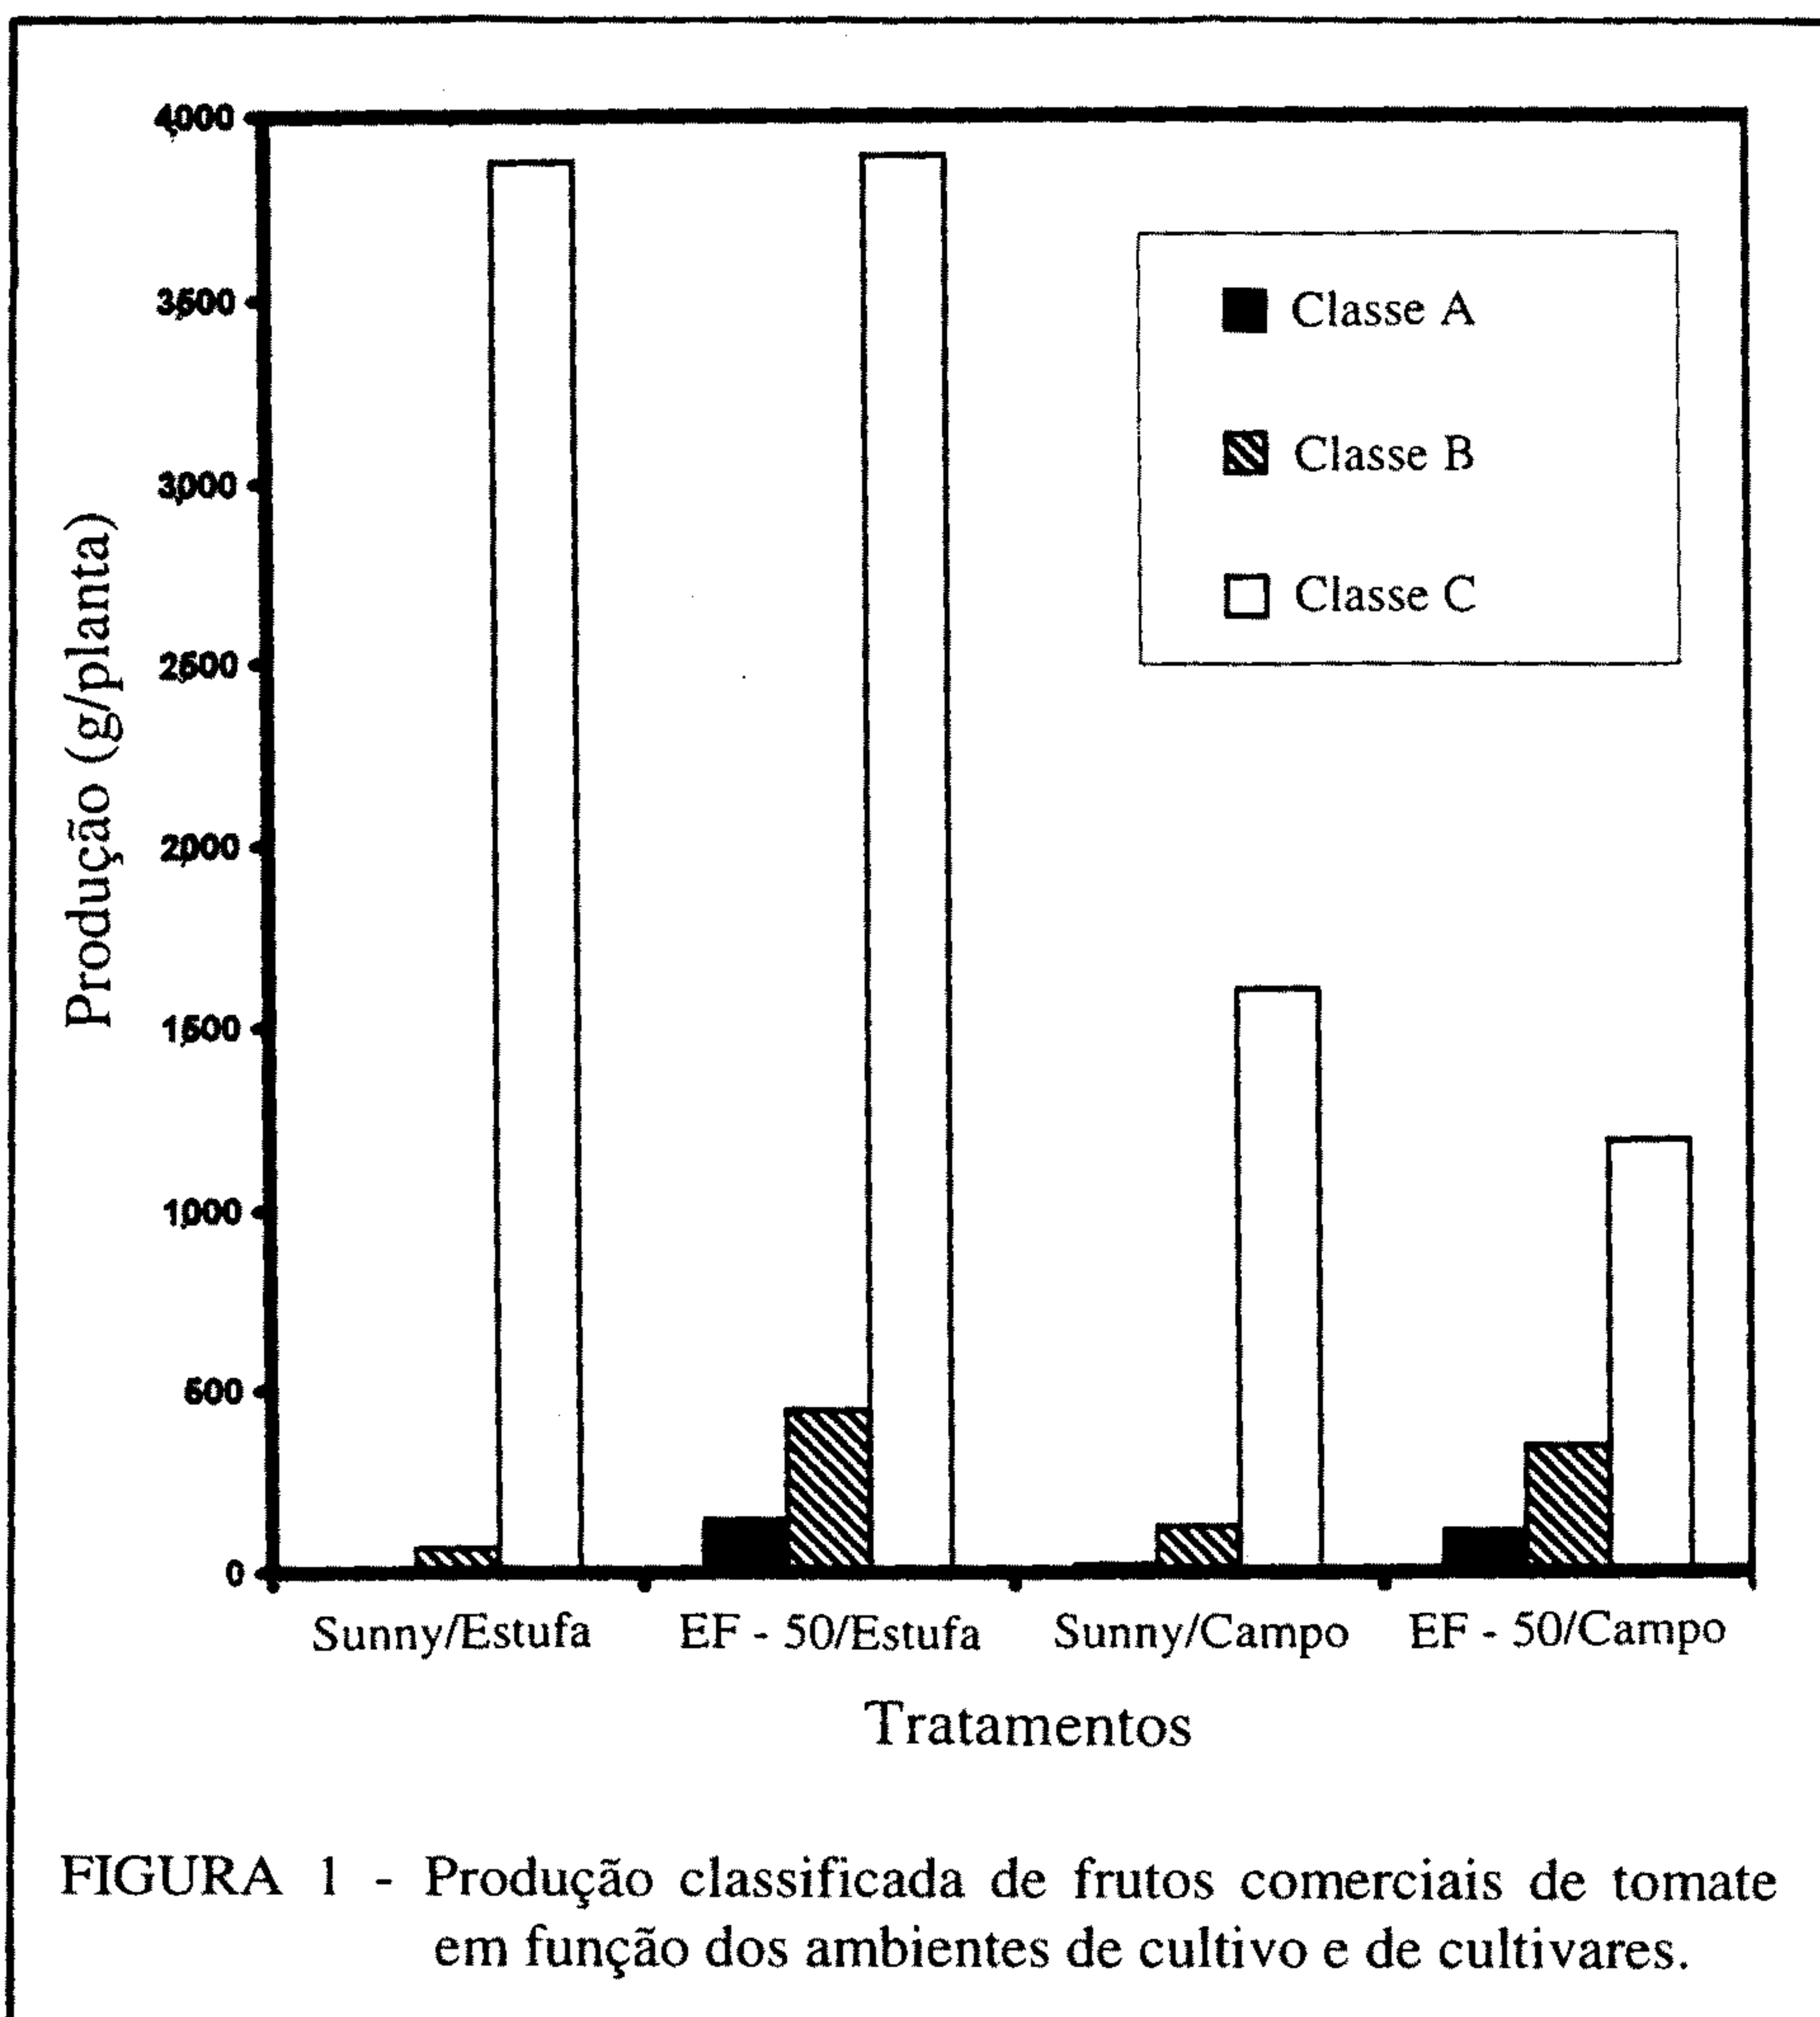 4000
3500
3000
2500
2000
1500
1000
500
0
Produção (g/planta)
Classe A
Classe B
Classe C
Sunny/Estufa EF - 50/Estufa Sunny/Campo EF - 50/Campo
Tratamentos
FIGURA 1 - Produção classificada de frutos comerciais de tomate
em função dos ambientes de cultivo e de cultivares.